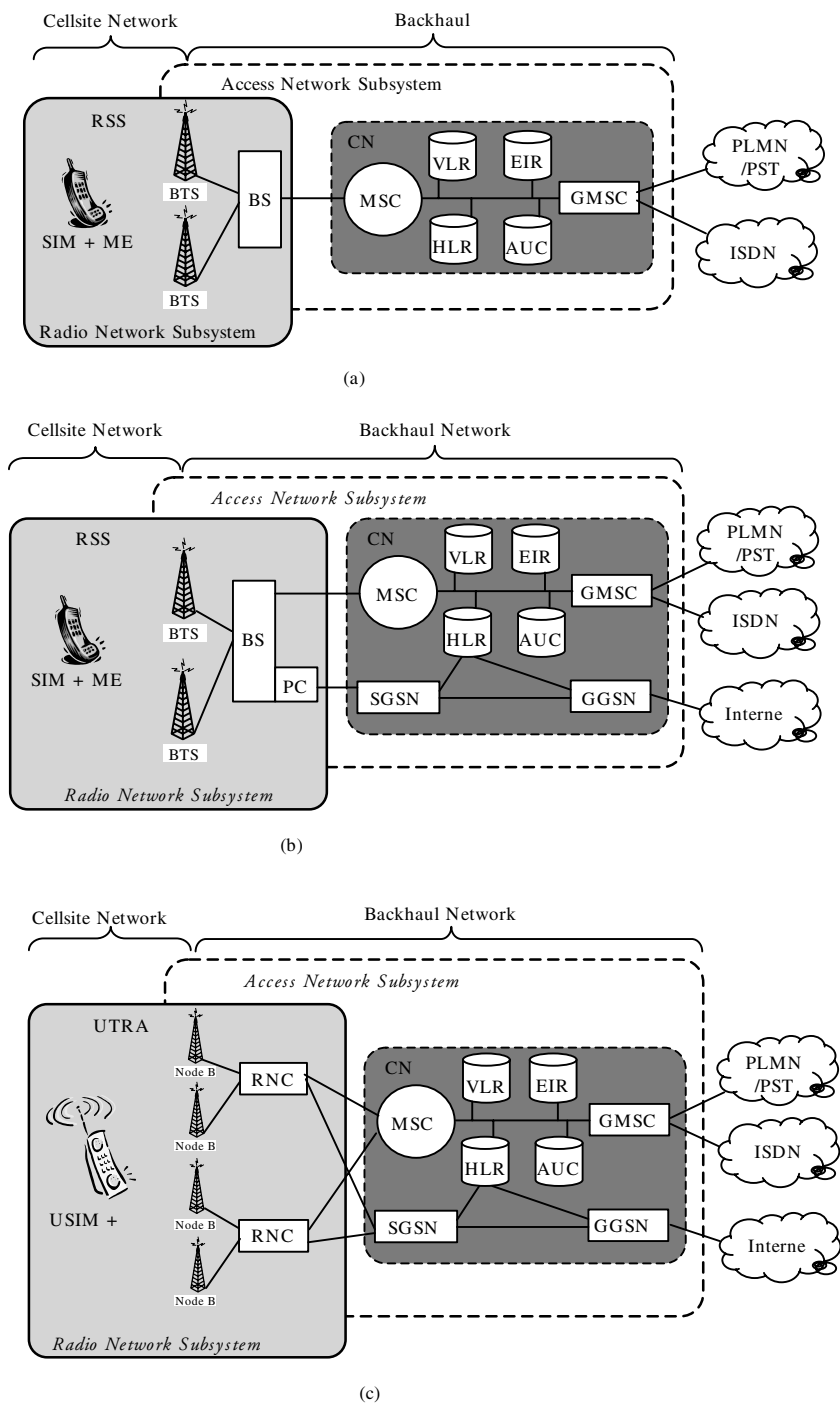 Cellsite Network
Backhaul
Access Network Subsystem
RSS
BTS
BTS
BS
SIM + ME
Radio Network Subsystem
CN
MSC
VLR
EIR
HLR
AUC
GMSC
PLMN
/PST
ISDN
(a)
Cellsite Network
Backhaul Network
Access Network Subsystem
RSS
BTS
BTS
BS
PC
SIM + ME
Radio Network Subsystem
CN
MSC
VLR
EIR
HLR
AUC
GMSC
SGSN
GGSN
PLMN
/PST
ISDN
Interne
(b)
Cellsite Network
Backhaul Network
Access Network Subsystem
UTRA
Node B
Node B
Node B
Node B
RNC
RNC
USIM +
Radio Network Subsystem
CN
MSC
VLR
EIR
HLR
AUC
GMSC
SGSN
GGSN
PLMN
/PST
ISDN
Interne
(c)